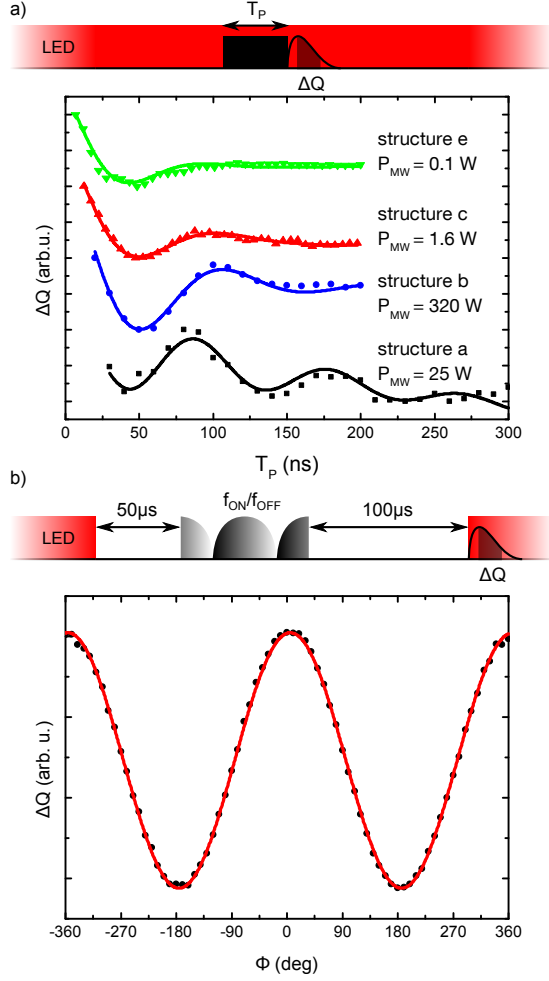 a)
T_P
LED
ΔQ
structure e
P_MW = 0.1 W
structure c
P_MW = 1.6 W
structure b
P_MW = 320 W
structure a
P_MW = 25 W
ΔQ (arb.u.)
0 50 100 150 200 250 300
T_P (ns)
b)
50µs f_ON/f_OFF 100µs
LED
ΔQ
ΔQ (arb. u.)
-360 -270 -180 -90 0 90 180 270 360
Φ (deg)